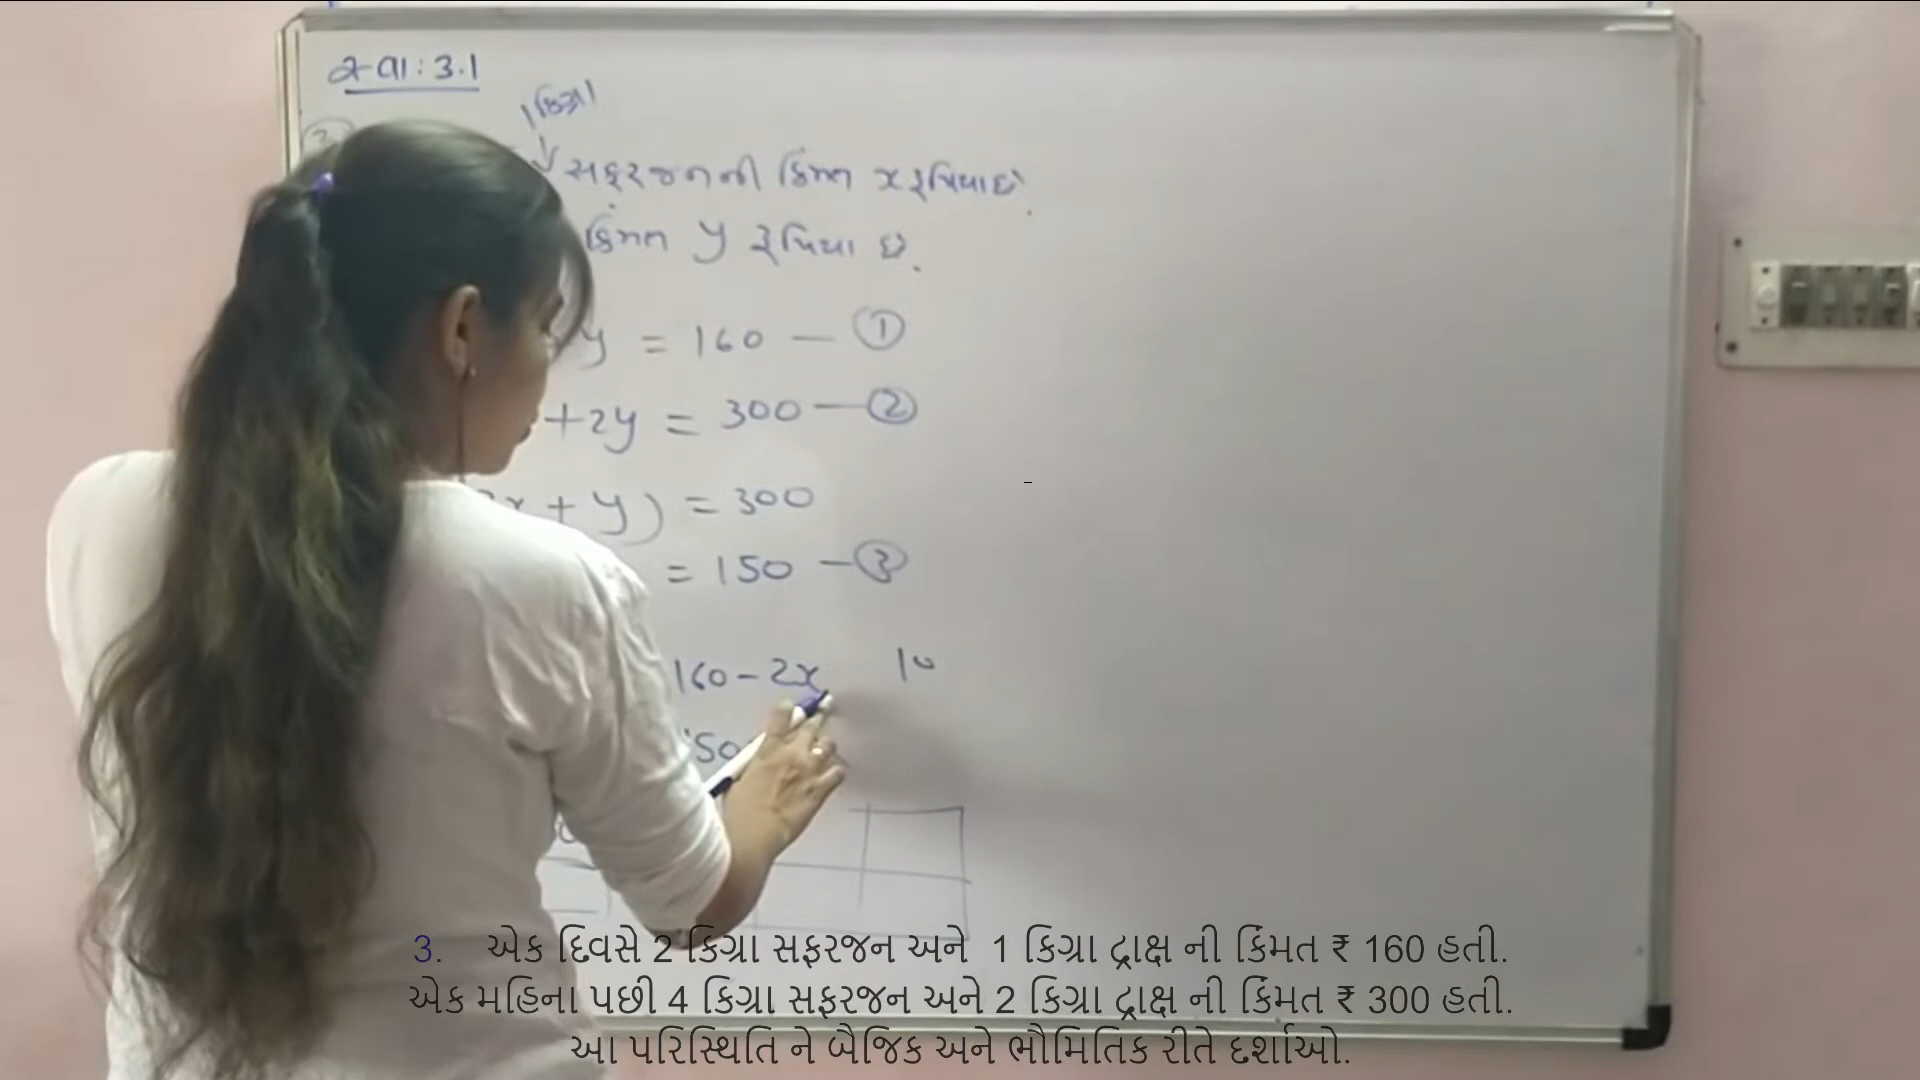 સ્વા : 3.1
1 કિગ્રા
સફરજનની કિંમત x રૂપિયા છે.
કિંમત y રૂપિયા છે.
y = 160 — ①
+ 2y = 300 — ②
+ y) = 300
= 150 — ③
160 - 2x
150
3. એક દિવસે 2 કિગ્રા સફરજન અને 1 કિગ્રા દ્રાક્ષ ની કિંમત ₹ 160 હતી.
એક મહિના પછી 4 કિગ્રા સફરજન અને 2 કિગ્રા દ્રાક્ષ ની કિંમત ₹ 300 હતી.
આ પરિસ્થિતિ ને બૈજિક અને ભૌમિતિક રીતે દર્શાઓ.